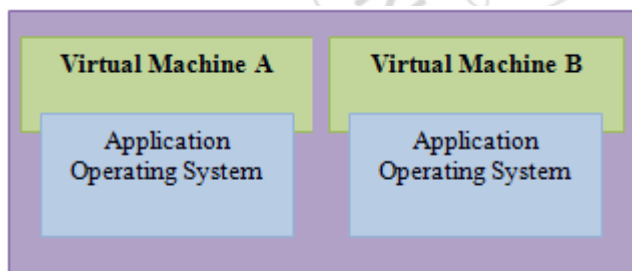 Virtual Machine A
Virtual Machine B
Application
Operating System
Application
Operating System